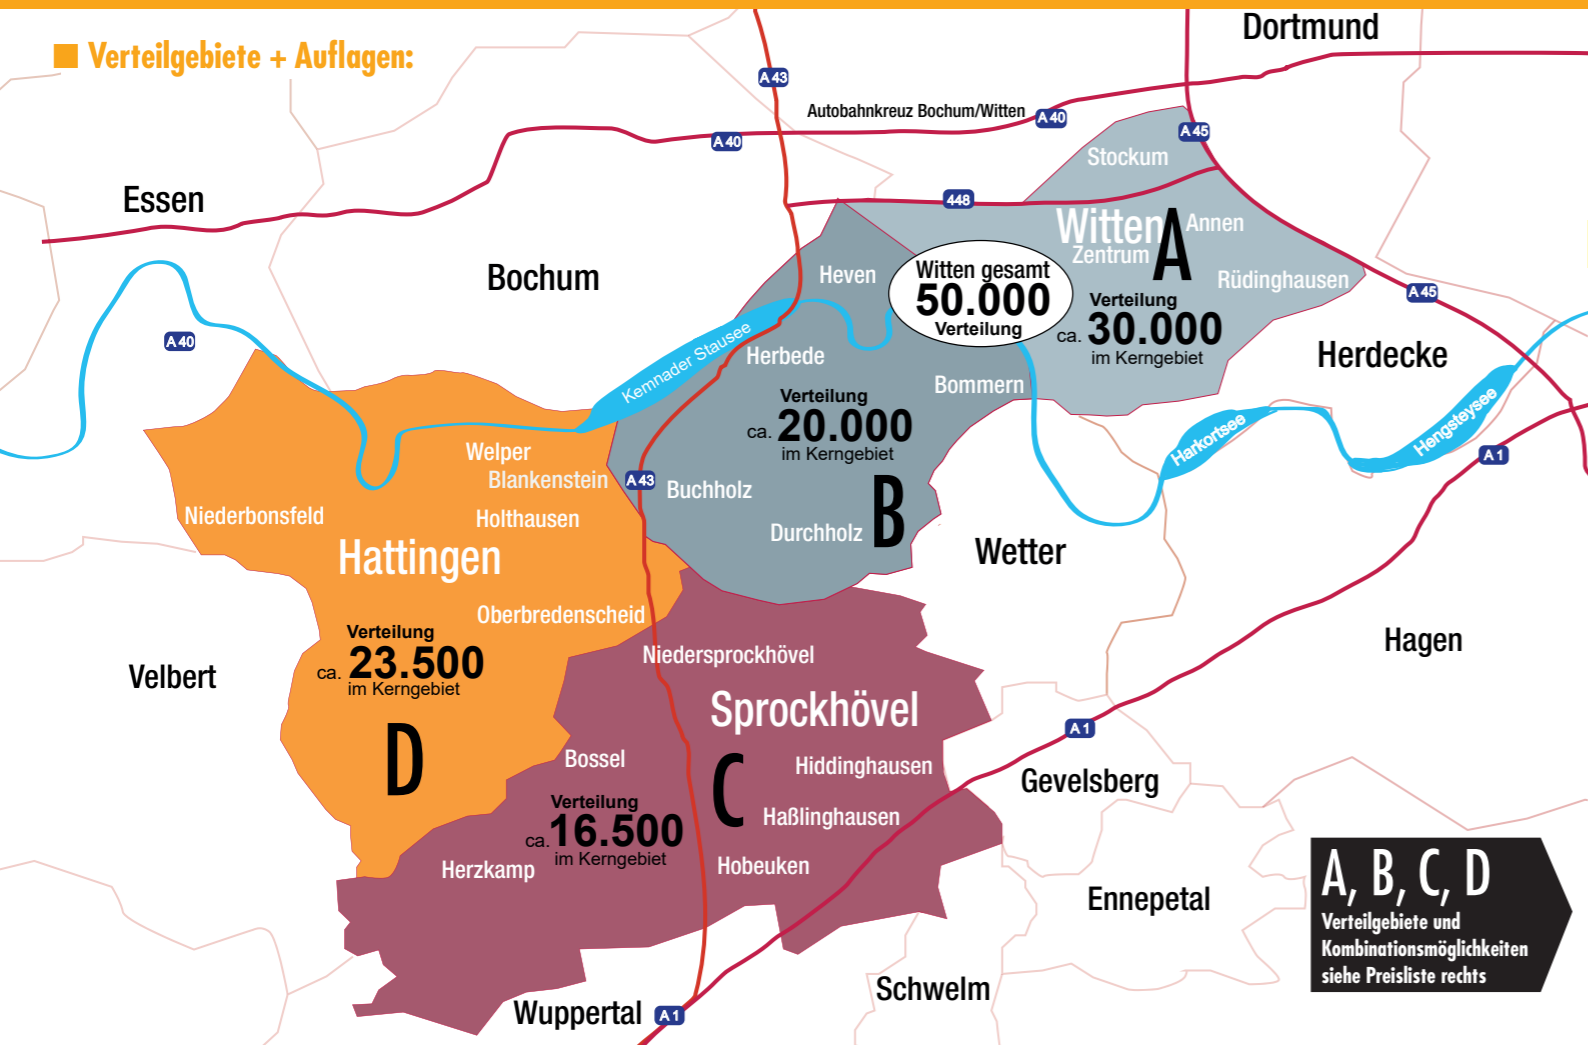 Verteilgebiete + Auflagen:
Dortmund
A 43
Autobahnkreuz Bochum/Witten
A 40
A 40
A 45
Stockum
Essen
448
Witten
A
Annen
Zentrum
Rüdinghausen
Bochum
Heven
Witten gesamt
50.000
Verteilung
Verteilung
ca. 30.000
im Kerngebiet
A 45
A 40
Kemnader Stausee
Herbede
Herdecke
Bommern
Verteilung
ca. 20.000
im Kerngebiet
B
Harkortsee
Hengsteysee
A 1
Welper
Blankenstein
A 43
Buchholz
Niederbonsfeld
Holthausen
Durchholz
Hattingen
Wetter
Oberbredenscheid
Verteilung
ca. 23.500
im Kerngebiet
D
Velbert
Niedersprockhövel
Hagen
Sprockhövel
A 1
Bossel
C
Hiddinghausen
Gevelsberg
Verteilung
ca. 16.500
im Kerngebiet
Haßlinghausen
Herzkamp
Hobeuken
Ennepetal
A, B, C, D
Verteilgebiete und
Kombinationsmöglichkeiten
siehe Preisliste rechts
Schwelm
Wuppertal
A 1